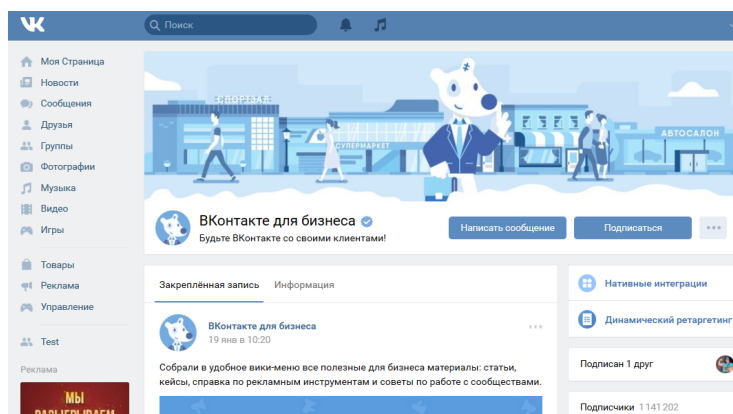 VK
Поиск
Моя Страница
Новости
Сообщения
Друзья
Группы
Фотографии
Музыка
Видео
Игры
Товары
Реклама
Управление
Test
Реклама
МЫ
РАЗЫГРЫВАЕМ
СПОРТЗАЛ
СУПЕРМАРКЕТ
АВТОСАЛОН
ВКонтакте для бизнеса
Будьте ВКонтакте со своими клиентами!
Написать сообщение
Подписаться
Закреплённая запись Информация
ВКонтакте для бизнеса
19 янв в 10:20
Собрали в удобное вики-меню все полезные для бизнеса материалы: статьи,
кейсы, справка по рекламным инструментам и советы по работе с сообществами.
Нативные интеграции
Динамический ретаргетинг
Подписан 1 друг
Подписчики 1 141 202